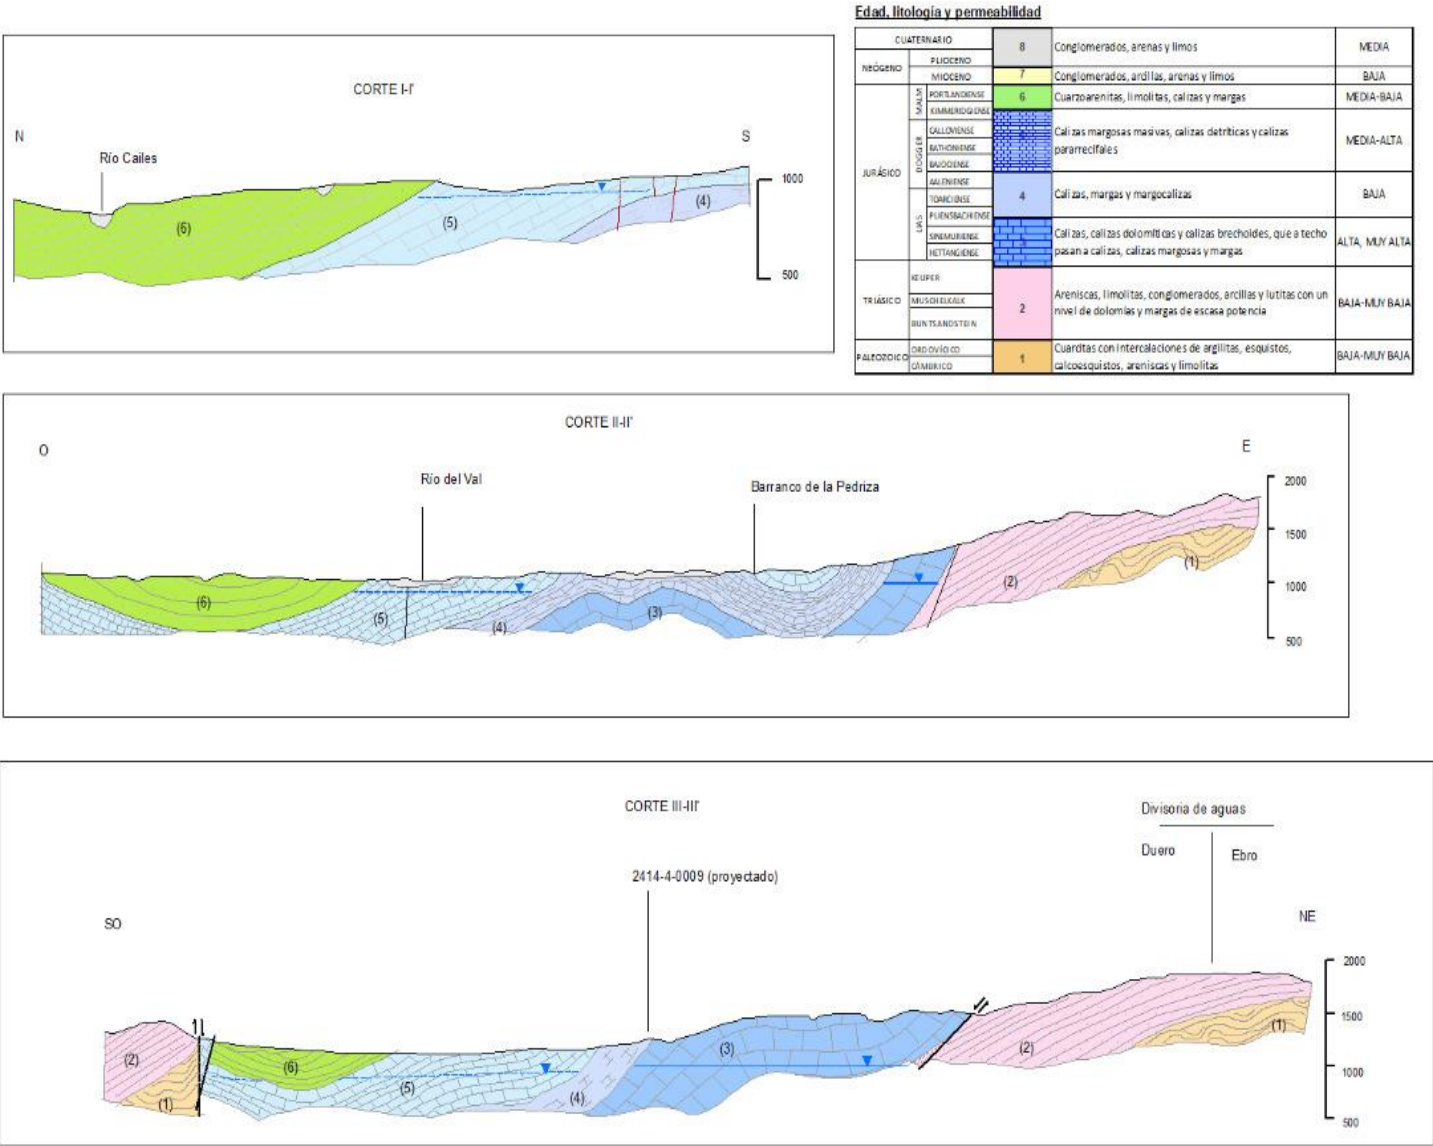 Edad, litología y permeabilidad
CUATERNARIO
8
Conglomerados, arenas y limos
MEDIA
NEÓGENO
PLIOCENO
MIOCENO
7
Conglomerados, arcillas, arenas y limos
BAJA
JURÁSICO
MALM
PORTLANDIENSE
6
Cuarzoarenitas, limolitas, calizas y margas
MEDIA-BAJA
KIMMERIDGIENSE
DOGGER
CALLOVIENSE
BATHONIENSE
BAJOCIENSE
Calizas margosas masivas, calizas detríticas y calizas
pararrecifales
MEDIA-ALTA
AALENIENSE
LIAS
TOARCIENSE
4
Calizas, margas y margocalizas
BAJA
PLIENSBACHIENSE
SINEMURIENSE
HETTANGIENSE
3
Calizas, calizas dolomíticas y calizas brechoides, que a techo
pasan a calizas, calizas margosas y margas
ALTA, MUY ALTA
TRIÁSICO
KEUPER
MUSCHELKALK
BUNTSANDSTEIN
2
Areniscas, limolitas, conglomerados, arcillas y lutitas con un
nivel de dolomías y margas de escasa potencia
BAJA-MUY BAJA
PALEOZOICO
ORDOVÍCICO
CÁMBRICO
1
Cuarcitas con intercalaciones de argilitas, esquistos,
calcoesquistos, areniscas y limolitas
BAJA-MUY BAJA
CORTE I-I'
N
S
Río Cailes
1000
500
(6)
(5)
(4)
CORTE II-II'
O
E
Río del Val
Barranco de la Pedriza
2000
1500
1000
500
(6)
(5)
(4)
(3)
(2)
(1)
CORTE III-III'
Divisoria de aguas
Duero
Ebro
2414-4-0009 (proyectado)
SO
NE
2000
1500
1000
500
(2)
(1)
(6)
(5)
(4)
(3)
(2)
(1)